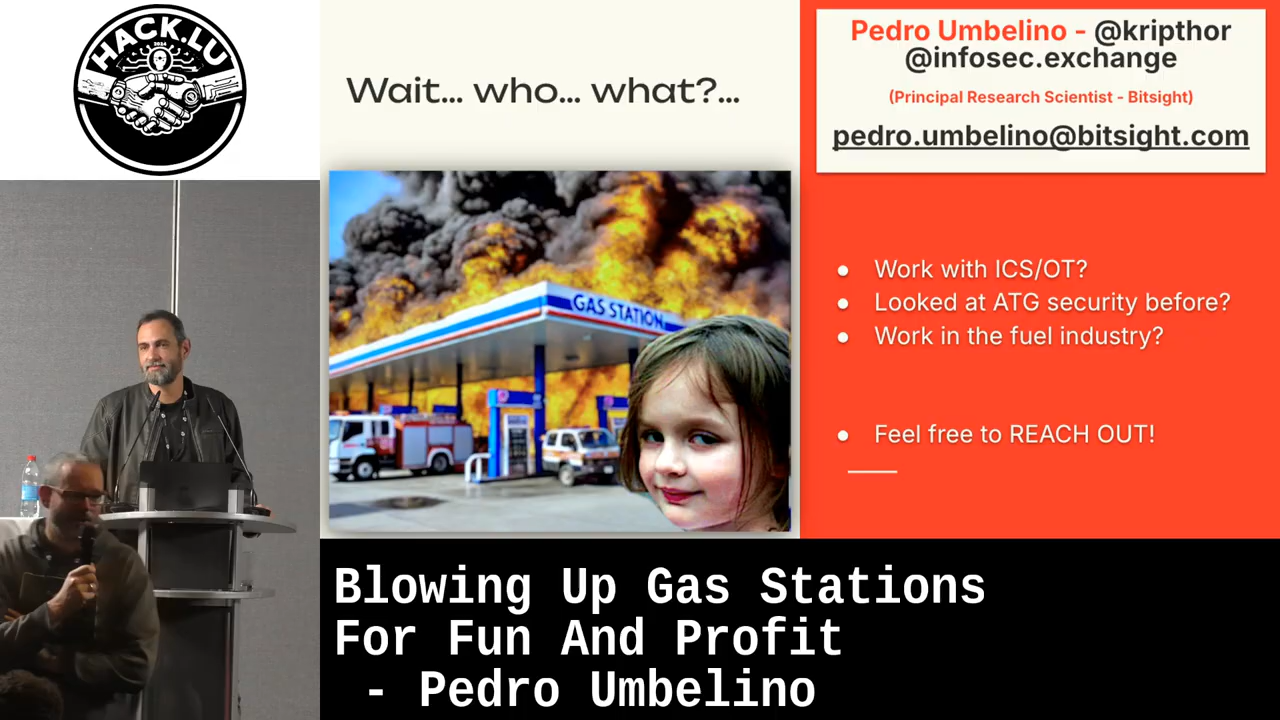 HACK.LU
2024
Wait... who... what?...
GAS STATION
Pedro Umbelino - @kripthor
@infosec.exchange
(Principal Research Scientist - Bitsight)
pedro.umbelino@bitsight.com
● Work with ICS/OT?
● Looked at ATG security before?
● Work in the fuel industry?
● Feel free to REACH OUT!
Blowing Up Gas Stations
For Fun And Profit
- Pedro Umbelino